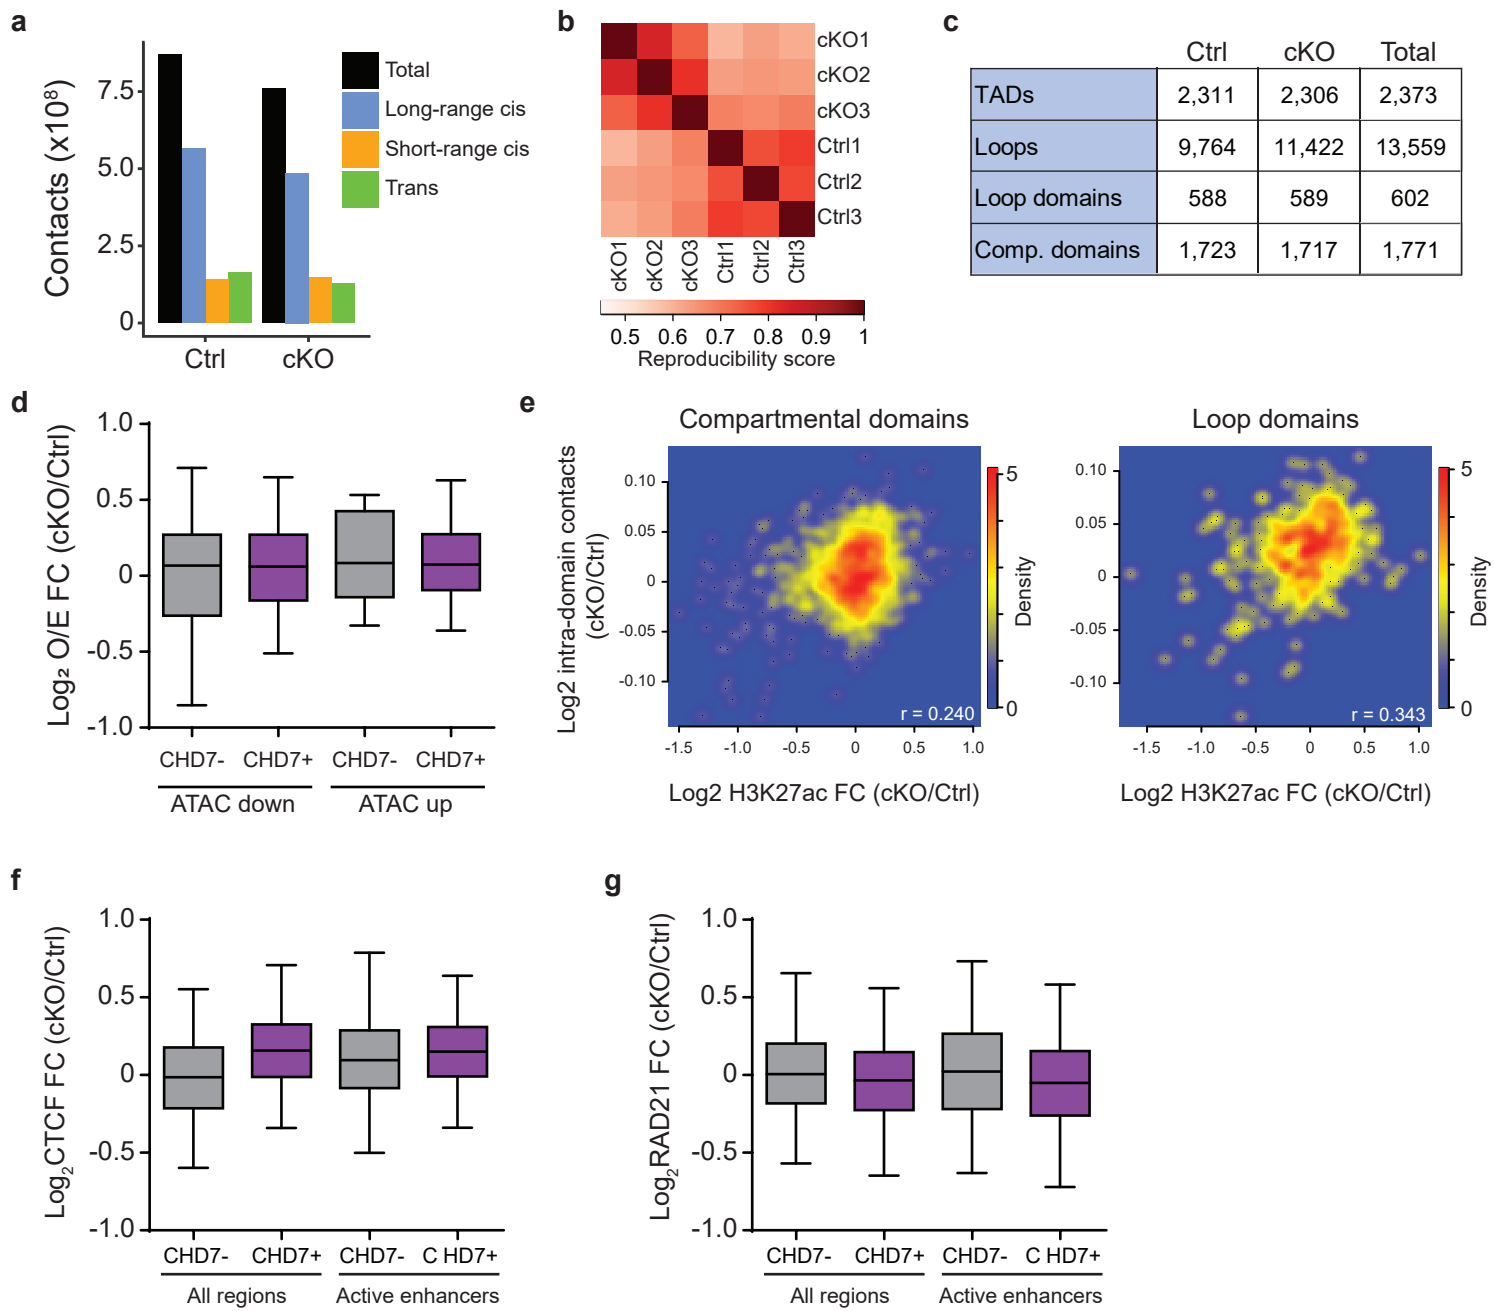 a
Contacts (x10⁸)
7.5
5.0
2.5
0
Ctrl
cKO
Total
Long-range cis
Short-range cis
Trans
b
cKO1
cKO2
cKO3
Ctrl1
Ctrl2
Ctrl3
cKO1 cKO2 cKO3 Ctrl1 Ctrl2 Ctrl3
0.5 0.6 0.7 0.8 0.9 1
Reproducibility score
c
Ctrl cKO Total
TADs 2,311 2,306 2,373
Loops 9,764 11,422 13,559
Loop domains 588 589 602
Comp. domains 1,723 1,717 1,771
d
Log₂ O/E FC (cKO/Ctrl)
1.0
0.5
0
-0.5
-1.0
CHD7- CHD7+ CHD7- CHD7+
ATAC down ATAC up
e
Compartmental domains
Log2 intra-domain contacts
(cKO/Ctrl)
0.10
0.05
0
-0.05
-0.10
r = 0.240
-1.5 -1.0 -0.5 0 0.5 1.0
Log2 H3K27ac FC (cKO/Ctrl)
5
0
Density
Loop domains
0.10
0.05
0
-0.05
-0.10
r = 0.343
-1.5 -1.0 -0.5 0 0.5 1.0
Log2 H3K27ac FC (cKO/Ctrl)
5
0
Density
f
Log₂CTCF FC (cKO/Ctrl)
1.0
0.5
0
-0.5
-1.0
CHD7- CHD7+ CHD7- C HD7+
All regions Active enhancers
g
Log₂RAD21 FC (cKO/Ctrl)
1.0
0.5
0
-0.5
-1.0
CHD7- CHD7+ CHD7- C HD7+
All regions Active enhancers